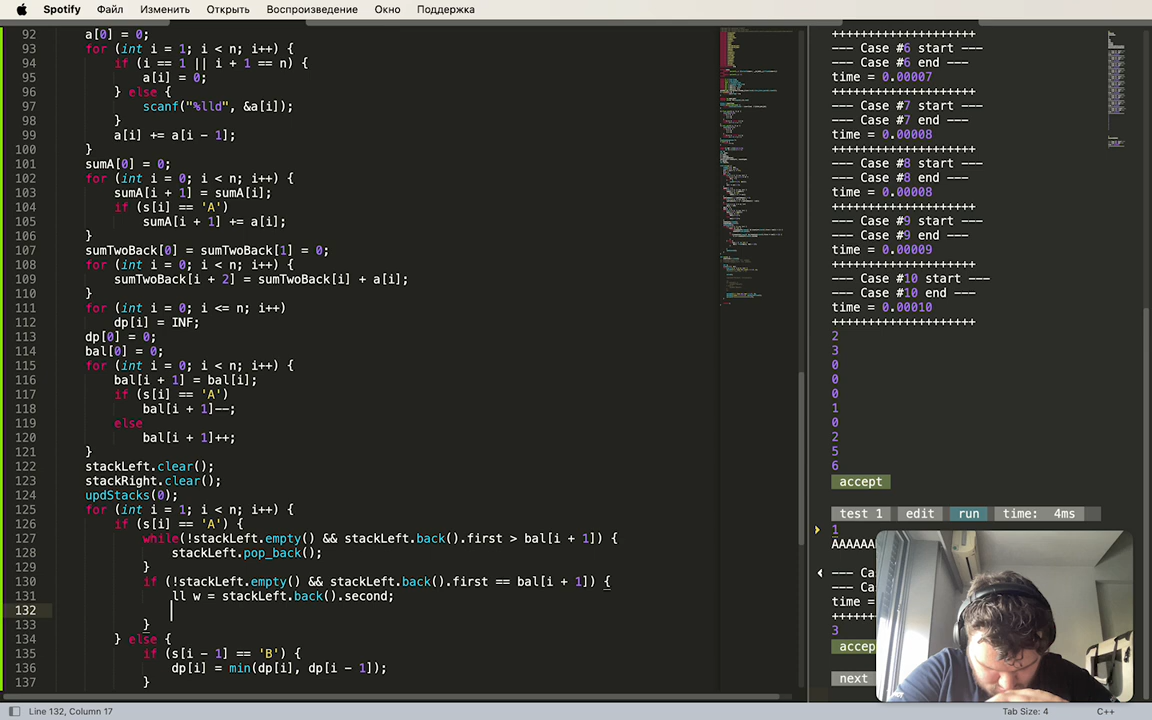 Spotify Файл Изменить Открыть Воспроизведение Окно Поддержка
92 a[0] = 0;
93 for (int i = 1; i < n; i++) {
94 if (i == 1 || i + 1 == n) {
95 a[i] = 0;
96 } else {
97 scanf("%lld", &a[i]);
98 }
99 a[i] += a[i - 1];
100 }
101 sumA[0] = 0;
102 for (int i = 0; i < n; i++) {
103 sumA[i + 1] = sumA[i];
104 if (s[i] == 'A')
105 sumA[i + 1] += a[i];
106 }
107 sumTwoBack[0] = sumTwoBack[1] = 0;
108 for (int i = 0; i < n; i++) {
109 sumTwoBack[i + 2] = sumTwoBack[i] + a[i];
110 }
111 for (int i = 0; i <= n; i++)
112 dp[i] = INF;
113 dp[0] = 0;
114 bal[0] = 0;
115 for (int i = 0; i < n; i++) {
116 bal[i + 1] = bal[i];
117 if (s[i] == 'A')
118 bal[i + 1]--;
119 else
120 bal[i + 1]++;
121 }
122 stackLeft.clear();
123 stackRight.clear();
124 updStacks(0);
125 for (int i = 1; i < n; i++) {
126 if (s[i] == 'A') {
127 while(!stackLeft.empty() && stackLeft.back().first > bal[i + 1]) {
128 stackLeft.pop_back();
129 }
130 if (!stackLeft.empty() && stackLeft.back().first == bal[i + 1]) {
131 ll w = stackLeft.back().second;
132
133 }
134 } else {
135 if (s[i - 1] == 'B') {
136 dp[i] = min(dp[i], dp[i - 1]);
137 }
++++++++++++++++++++
--- Case #6 start ---
--- Case #6 end ---
time = 0.00007
++++++++++++++++++++
--- Case #7 start ---
--- Case #7 end ---
time = 0.00008
++++++++++++++++++++
--- Case #8 start ---
--- Case #8 end ---
time = 0.00008
++++++++++++++++++++
--- Case #9 start ---
--- Case #9 end ---
time = 0.00009
++++++++++++++++++++
--- Case #10 start ---
--- Case #10 end ---
time = 0.00010
++++++++++++++++++++
2
3
0
0
0
1
0
2
5
6
accept
test 1 edit run time: 4ms
1
--- Ca
--- Ca
time =
3
accep
next
Line 132, Column 17
Tab Size: 4 C++